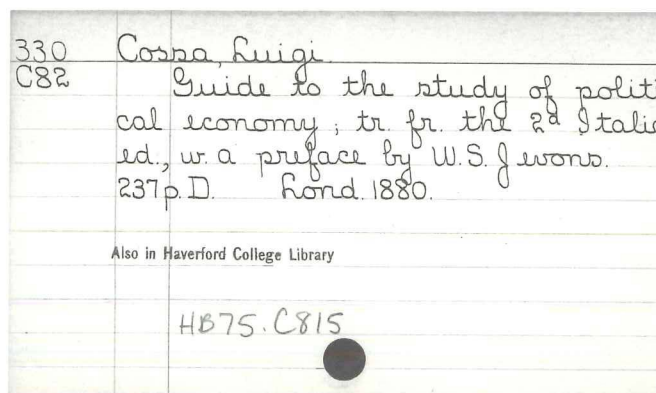 330 Cossa, Luigi.
C82 Guide to the study of politi
cal economy; tr. fr. the 2d Italia
ed., w. a preface by W.S. Jevons.
237p. D. Lond. 1880.
Also in Haverford College Library
HB75.C815